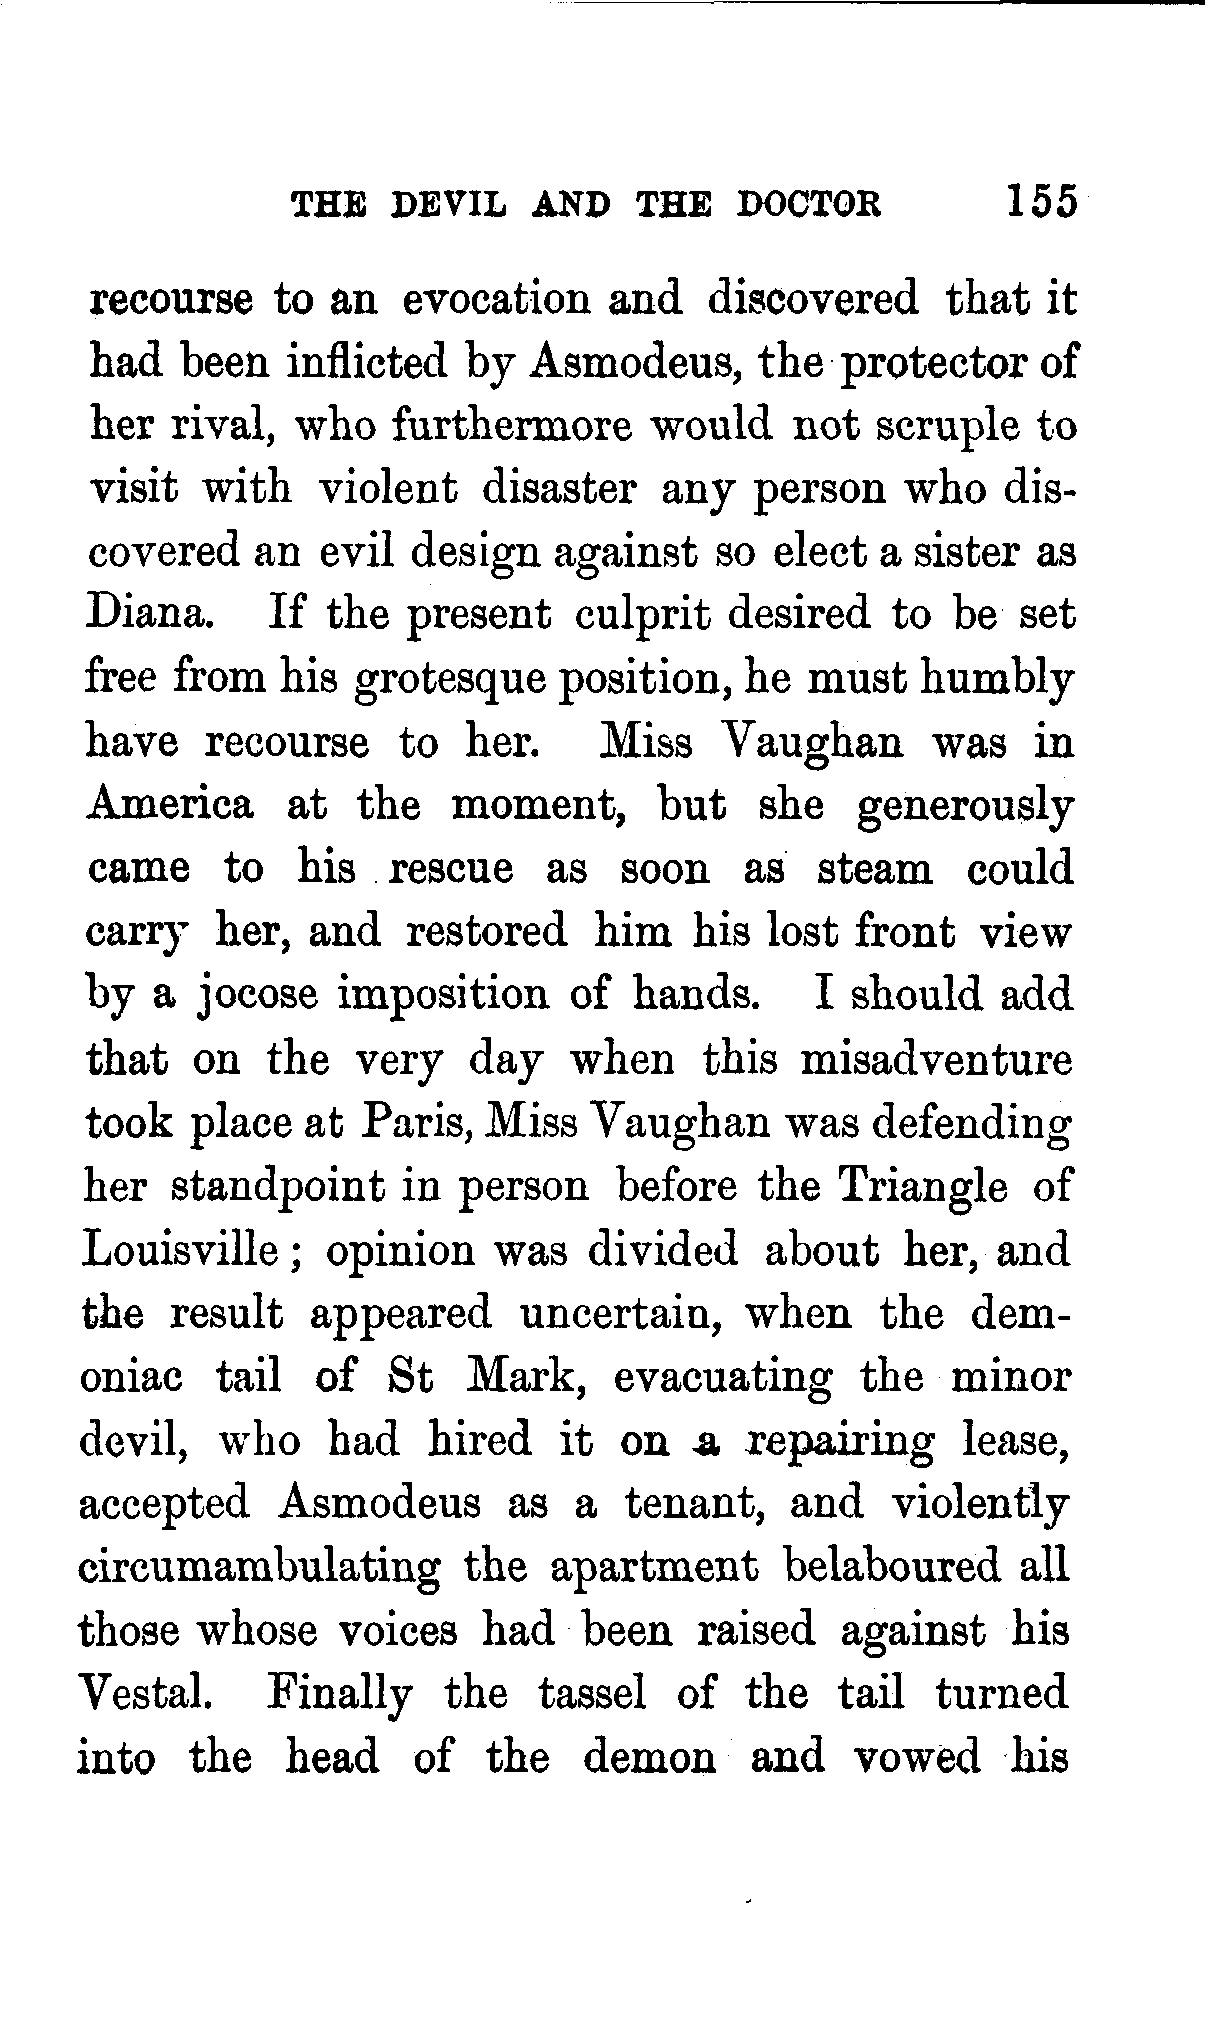 THE DEVIL AND THE DOCTOR 155
recourse to an evocation and discovered that it
had been inflicted by Asmodeus, the protector of
her rival, who furthermore would not scruple to
visit with violent disaster any person who dis-
covered an evil design against so elect a sister as
Diana. If the present culprit desired to be set
free from his grotesque position, he must humbly
have recourse to her. Miss Vaughan was in
America at the moment, but she generously
came to his rescue as soon as steam could
carry her, and restored him his lost front view
by a jocose imposition of hands. I should add
that on the very day when this misadventure
took place at Paris, Miss Vaughan was defending
her standpoint in person before the Triangle of
Louisville ; opinion was divided about her, and
the result appeared uncertain, when the dem-
oniac tail of St Mark, evacuating the minor
devil, who had hired it on a repairing lease,
accepted Asmodeus as a tenant, and violently
circumambulating the apartment belaboured all
those whose voices had been raised against his
Vestal. Finally the tassel of the tail turned
into the head of the demon and vowed his